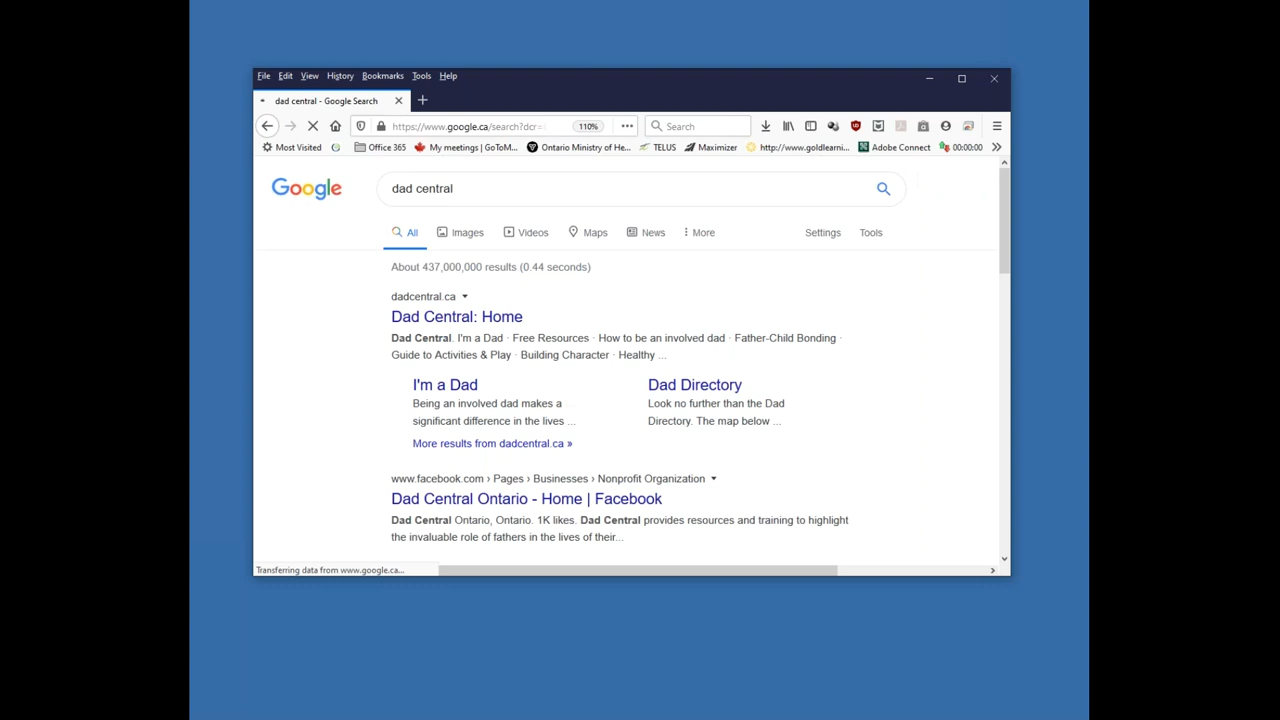 File Edit View History Bookmarks Tools Help
dad central - Google Search
https://www.google.ca/search?dcr= 110% Search
Most Visited Office 365 My meetings | GoToM... Ontario Ministry of He... TELUS Maximizer http://www.goldlearni... Adobe Connect 00:00:00
Google dad central
All Images Videos Maps News More Settings Tools
About 437,000,000 results (0.44 seconds)
dadcentral.ca
Dad Central: Home
Dad Central. I'm a Dad · Free Resources · How to be an involved dad · Father-Child Bonding ·
Guide to Activities & Play · Building Character · Healthy ...
I'm a Dad
Being an involved dad makes a
significant difference in the lives ...
Dad Directory
Look no further than the Dad
Directory. The map below ...
More results from dadcentral.ca »
www.facebook.com › Pages › Businesses › Nonprofit Organization
Dad Central Ontario - Home | Facebook
Dad Central Ontario, Ontario. 1K likes. Dad Central provides resources and training to highlight
the invaluable role of fathers in the lives of their...
Transferring data from www.google.ca...